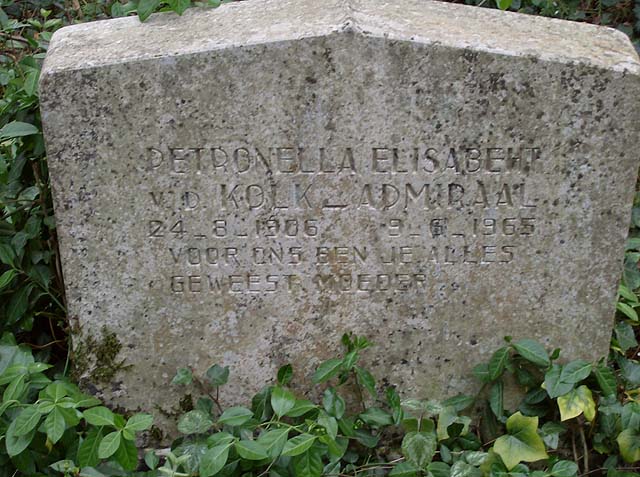 PETRONELLA ELISABEHT
v.d. KOLK - ADMIRAAL
24-8-1906 9-6-1965
VOOR ONS BEN JE ALLES
GEWEEST MOEDER